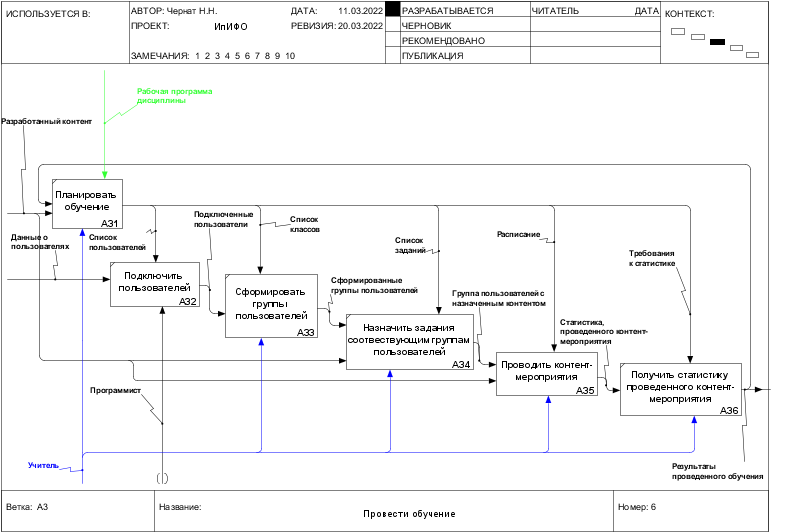 ИСПОЛЬЗУЕТСЯ В:
АВТОР: Чернат Н.Н.
ДАТА: 11.03.2022
РАЗРАБАТЫВАЕТСЯ
ЧИТАТЕЛЬ
ДАТА
КОНТЕКСТ:
ПРОЕКТ: ИпИФО
РЕВИЗИЯ: 20.03.2022
ЧЕРНОВИК
РЕКОМЕНДОВАНО
ЗАМЕЧАНИЯ: 1 2 3 4 5 6 7 8 9 10
ПУБЛИКАЦИЯ
Рабочая программа
дисциплины
Разработанный контент
Планировать
обучение
A31
Данные о
пользователях
Список
пользователей
Подключенные
пользователи
Список
классов
Список
заданий
Расписание
Требования
к статистике
Подключить
пользователей
A32
Сформировать
группы
пользователей
A33
Сформированные
группы пользователей
Группа пользователей с
назначенным контентом
Назначить задания
соотвествующим группам
пользователей
A34
Статистика,
проведенного контент-
мероприятия
Проводить контент-
мероприятия
A35
Получить статистику
проведенного контент-
мероприятия
A36
Программист
Учитель
Результаты
проведенного обучения
Ветка: A3
Название:
Провести обучение
Номер: 6